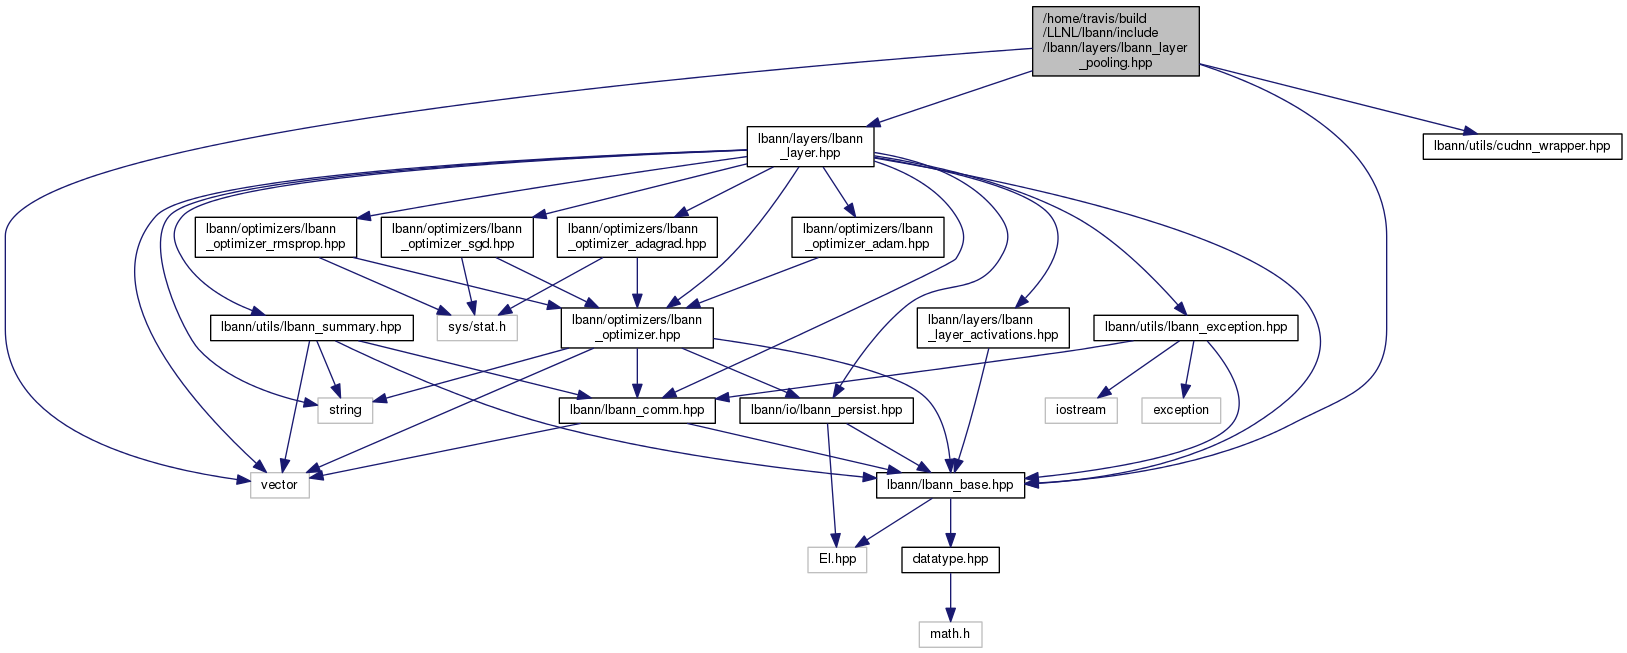 /home/travis/build
/LLNL/lbann/include
/lbann/layers/lbann_layer
_pooling.hpp
lbann/layers/lbann
_layer.hpp
lbann/utils/cudnn_wrapper.hpp
lbann/optimizers/lbann
_optimizer_rmsprop.hpp
lbann/optimizers/lbann
_optimizer_sgd.hpp
lbann/optimizers/lbann
_optimizer_adagrad.hpp
lbann/optimizers/lbann
_optimizer_adam.hpp
lbann/utils/lbann_summary.hpp
sys/stat.h
lbann/optimizers/lbann
_optimizer.hpp
lbann/layers/lbann
_layer_activations.hpp
lbann/utils/lbann_exception.hpp
string
lbann/lbann_comm.hpp
lbann/io/lbann_persist.hpp
iostream
exception
vector
lbann/lbann_base.hpp
El.hpp
datatype.hpp
math.h